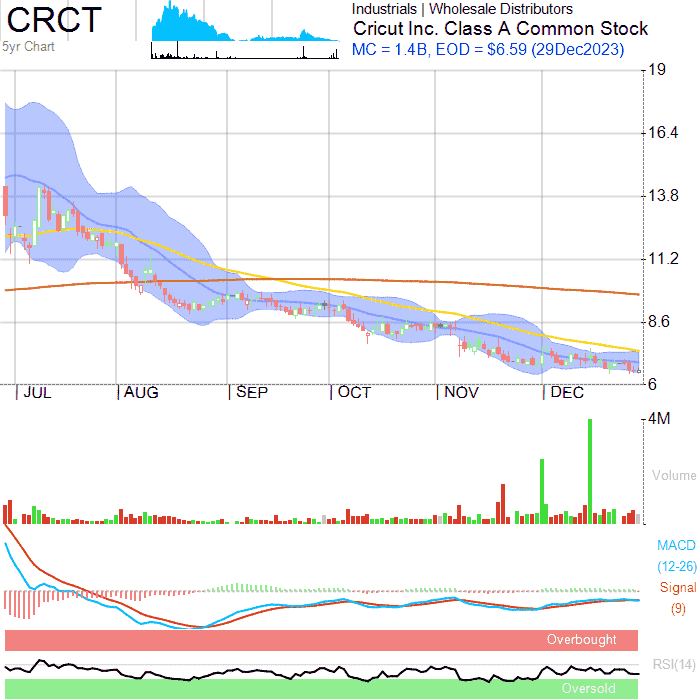 CRCT
5yr Chart
Industrials | Wholesale Distributors
Cricut Inc. Class A Common Stock
MC = 1.4B, EOD = $6.59 (29Dec2023)
19
16.4
13.8
11.2
8.6
6
JUL AUG SEP OCT NOV DEC
4M
Volume
MACD
(12-26)
Signal
(9)
Overbought
RSI(14)
Oversold